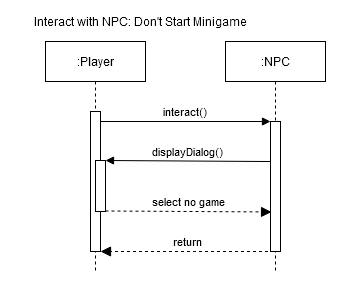 Interact with NPC: Don't Start Minigame
:Player
:NPC
interact()
displayDialog()
select no game
return